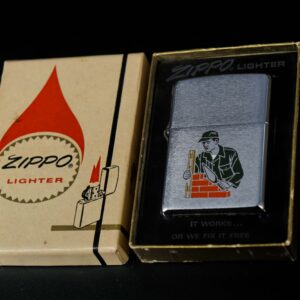 ZIPPO
LIGHTER
ZIPPO LIGHTER
IT WORKS...
OR WE FIX IT FREE